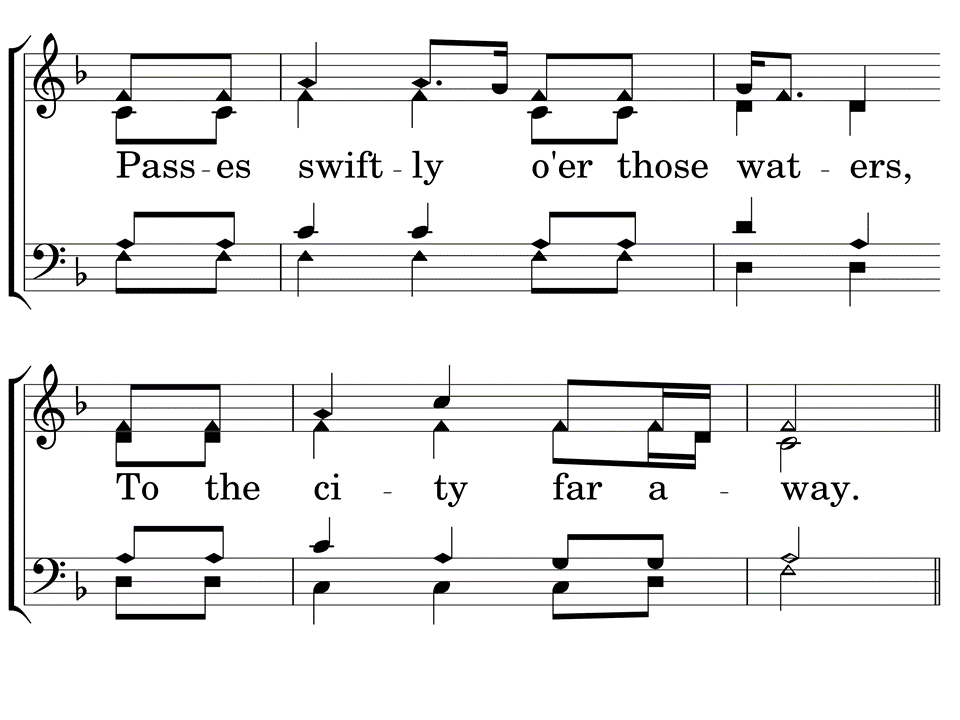 Pass - es swift - ly o'er those wat - ers,
To the ci - ty far a - way.